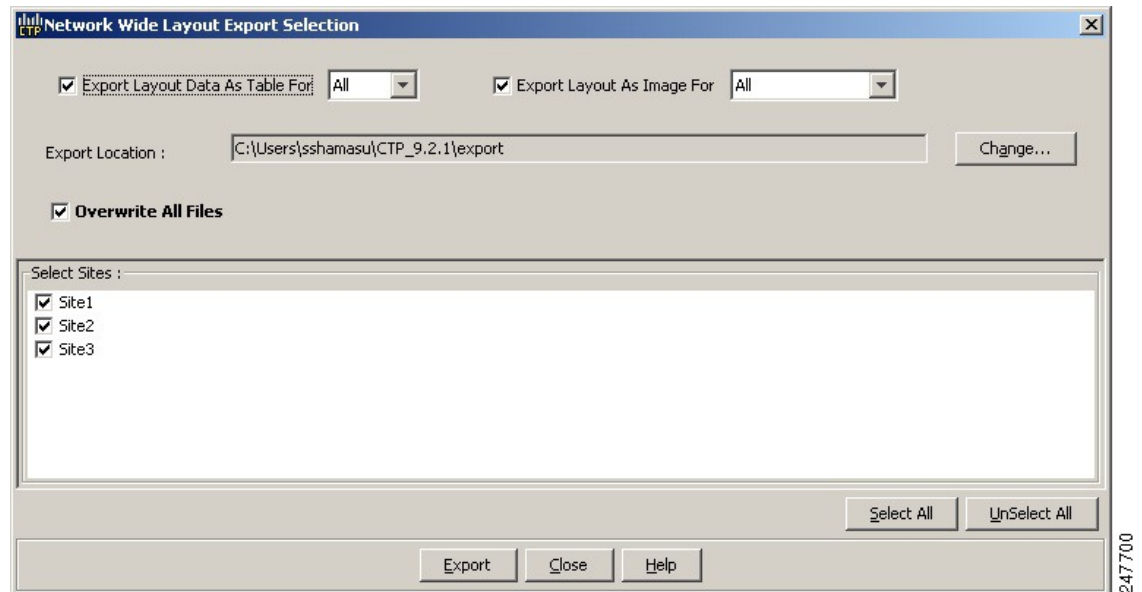 CTP Network Wide Layout Export Selection
Export Layout Data As Table For All Export Layout As Image For All
Export Location : C:\Users\sshamasu\CTP_9.2.1\export Change...
Overwrite All Files
Select Sites :
Site1
Site2
Site3
Select All UnSelect All
Export Close Help
247700